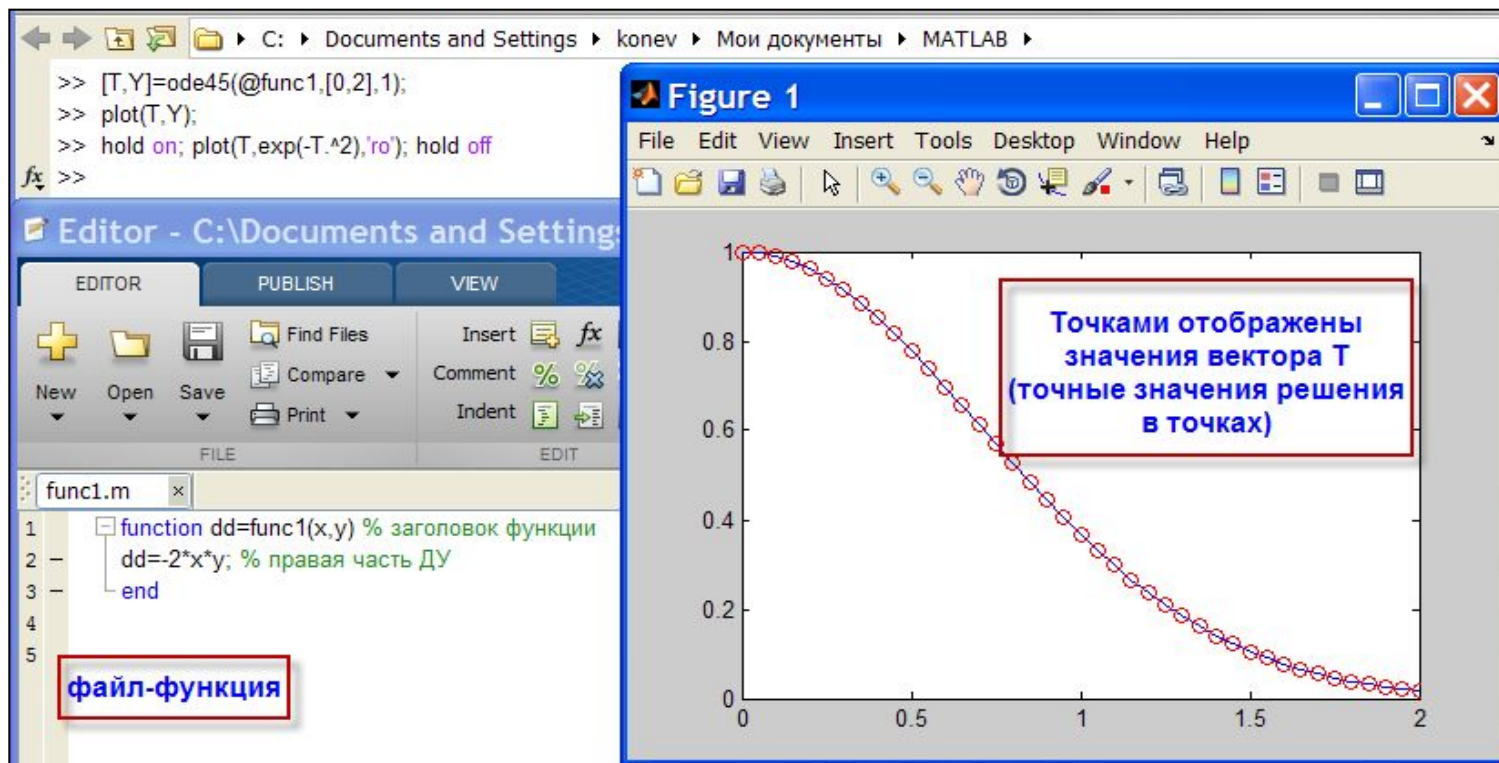 C: Documents and Settings konev Мои документы MATLAB
>> [T,Y]=ode45(@func1,[0,2],1);
>> plot(T,Y);
>> hold on; plot(T,exp(-T.^2),'ro'); hold off
fx >>
Editor - C:\Documents and Settings
EDITOR PUBLISH VIEW
New Open Save
Find Files
Compare
Print
Insert fx
Comment
Indent
FILE EDIT
func1.m ×
1 function dd=func1(x,y) % заголовок функции
2 – dd=-2*x*y; % правая часть ДУ
3 – end
4
5
файл-функция
Figure 1
File Edit View Insert Tools Desktop Window Help
Точками отображены
значения вектора T
(точные значения решения
в точках)
1
0.8
0.6
0.4
0.2
0
0 0.5 1 1.5 2